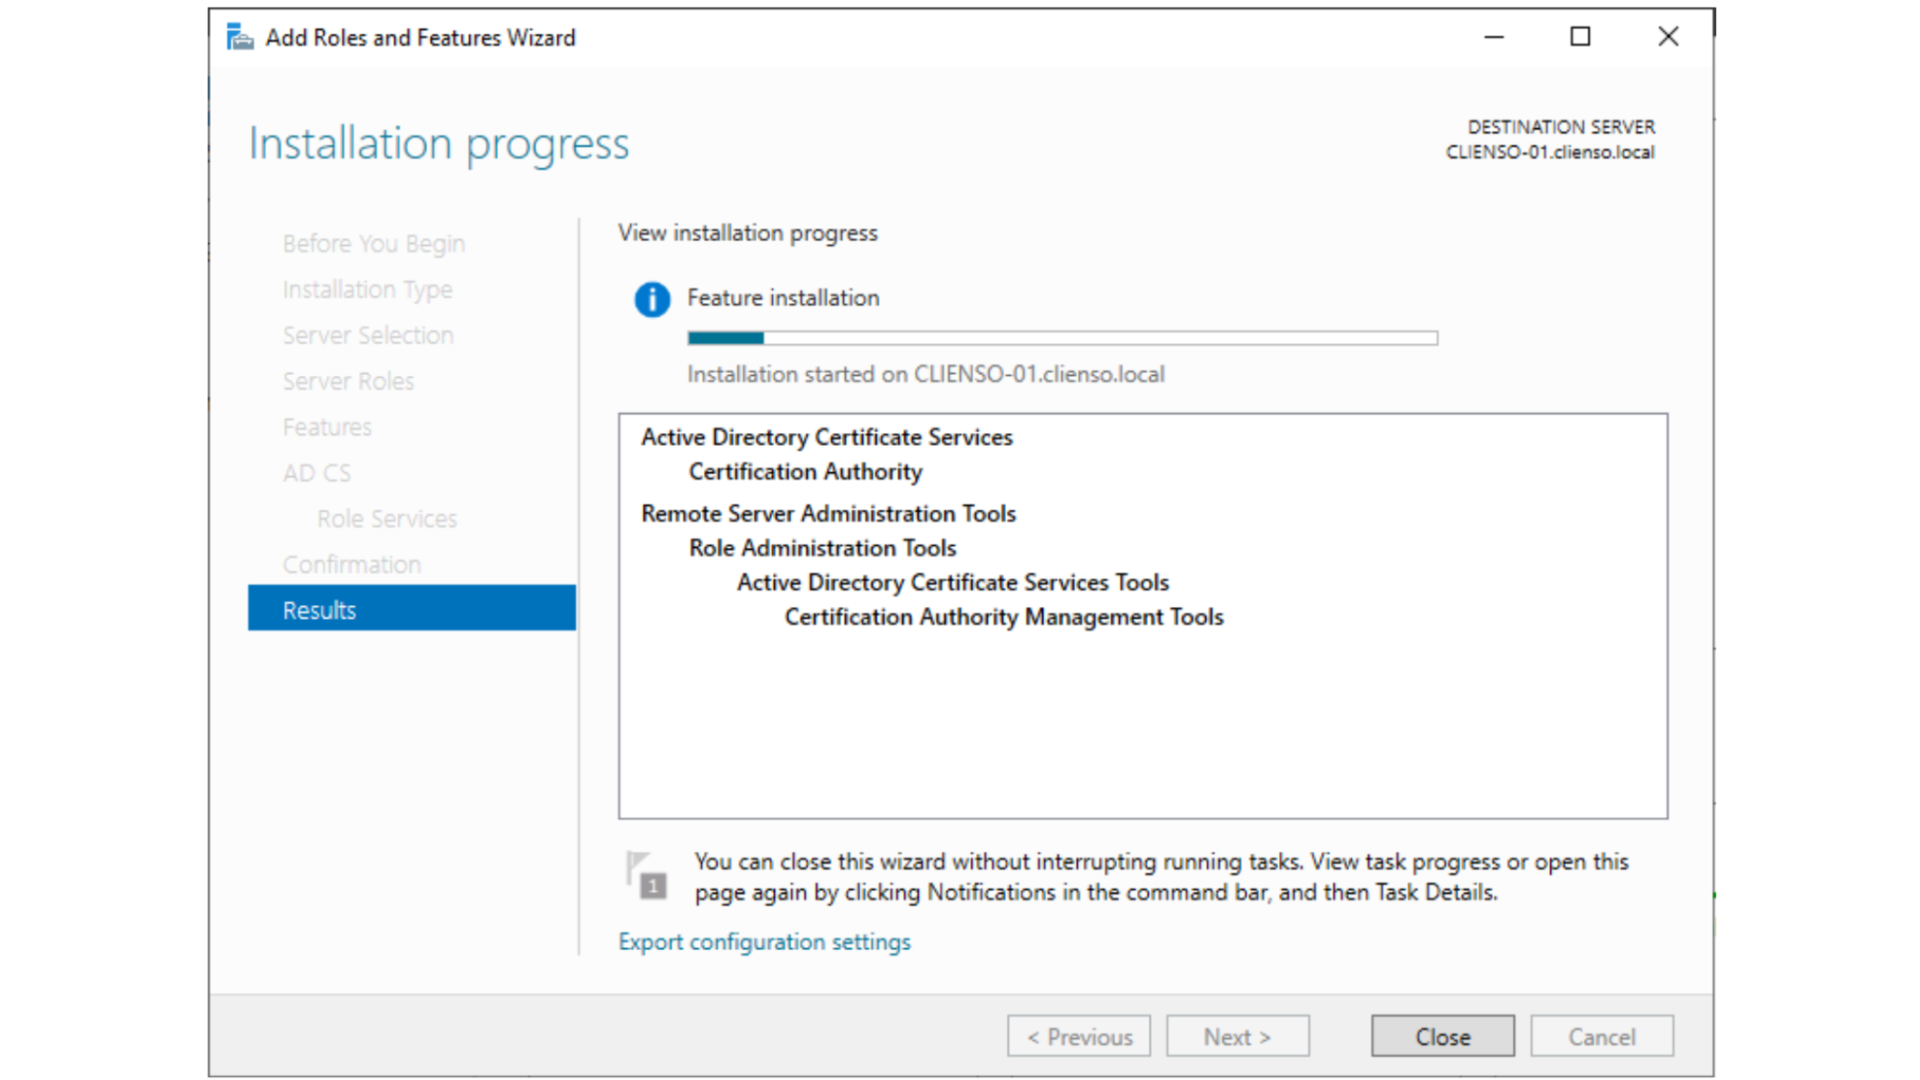 Add Roles and Features Wizard
Installation progress
DESTINATION SERVER
CLIENSO-01.clienso.local
Before You Begin
Installation Type
Server Selection
Server Roles
Features
AD CS
Role Services
Confirmation
Results
View installation progress
Feature installation
Installation started on CLIENSO-01.clienso.local
Active Directory Certificate Services
Certification Authority
Remote Server Administration Tools
Role Administration Tools
Active Directory Certificate Services Tools
Certification Authority Management Tools
1
You can close this wizard without interrupting running tasks. View task progress or open this
page again by clicking Notifications in the command bar, and then Task Details.
Export configuration settings
< Previous
Next >
Close
Cancel